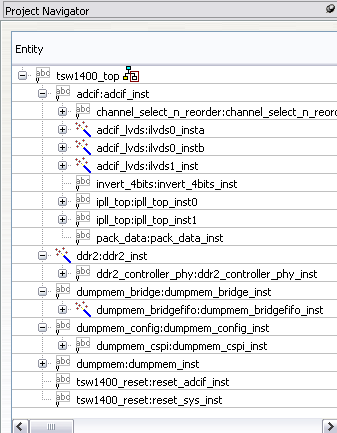 Project Navigator
Entity
tsw1400_top
adcif:adcif_inst
channel_select_n_reorder:channel_select_n_reor
adcif_lvds:ilvds0_insta
adcif_lvds:ilvds0_instb
adcif_lvds:ilvds1_inst
invert_4bits:invert_4bits_inst
ipll_top:ipll_top_inst0
ipll_top:ipll_top_inst1
pack_data:pack_data_inst
ddr2:ddr2_inst
ddr2_controller_phy:ddr2_controller_phy_inst
dumpmem_bridge:dumpmem_bridge_inst
dumpmem_bridgefifo:dumpmem_bridgefifo_inst
dumpmem_config:dumpmem_config_inst
dumpmem_cspi:dumpmem_cspi_inst
dumpmem:dumpmem_inst
tsw1400_reset:reset_adcif_inst
tsw1400_reset:reset_sys_inst